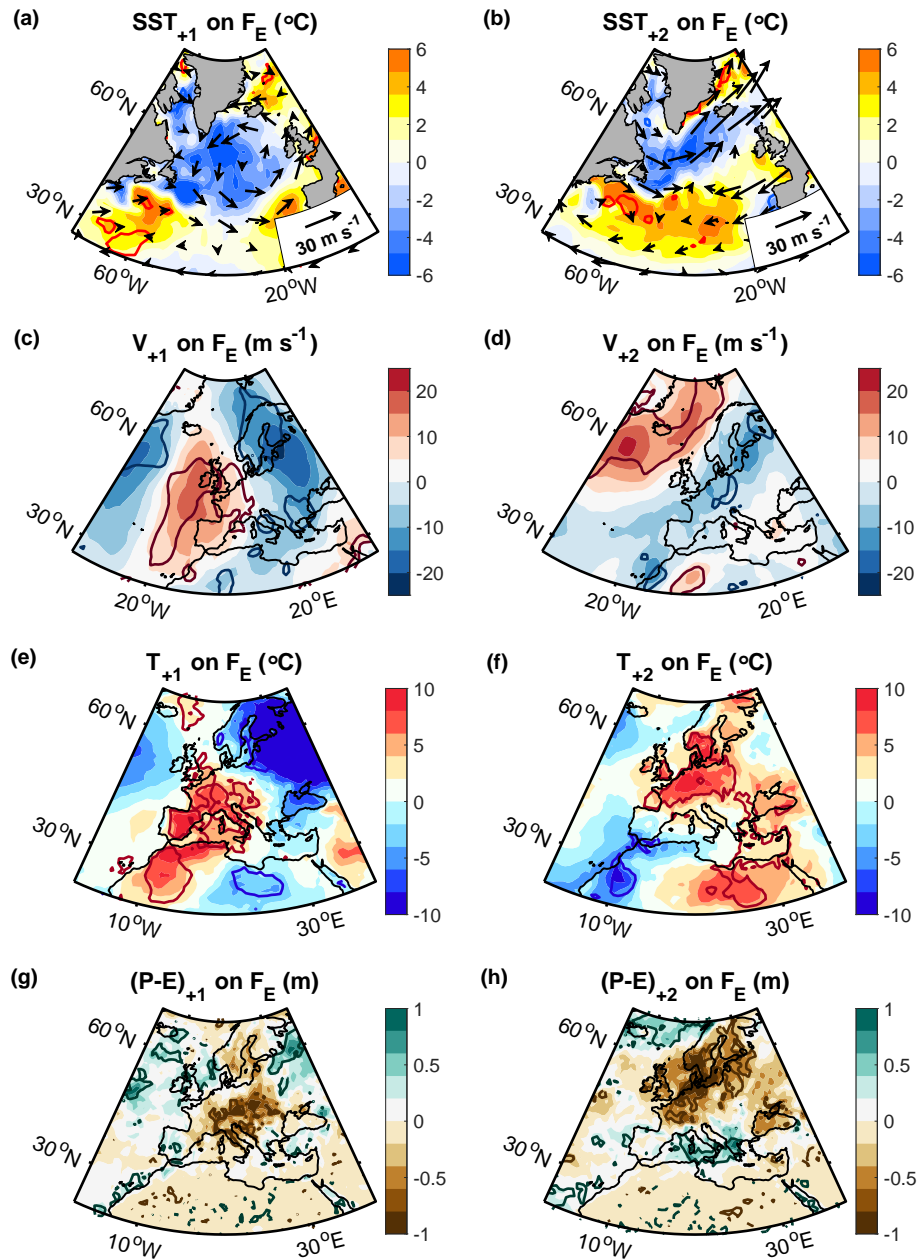 (a) SST+1 on FE (°C)
6
4
2
0
-2
-4
-6
60°N
30°N
60°W
20°W
30 m s-1
(b) SST+2 on FE (°C)
6
4
2
0
-2
-4
-6
60°N
30°N
60°W
20°W
30 m s-1
(c) V+1 on FE (m s-1)
20
10
0
-10
-20
60°N
30°N
20°W
20°E
(d) V+2 on FE (m s-1)
20
10
0
-10
-20
60°N
30°N
20°W
20°E
(e) T+1 on FE (°C)
10
5
0
-5
-10
60°N
30°N
10°W
30°E
(f) T+2 on FE (°C)
10
5
0
-5
-10
60°N
30°N
10°W
30°E
(g) (P-E)+1 on FE (m)
1
0.5
0
-0.5
-1
60°N
30°N
10°W
30°E
(h) (P-E)+2 on FE (m)
1
0.5
0
-0.5
-1
60°N
30°N
10°W
30°E